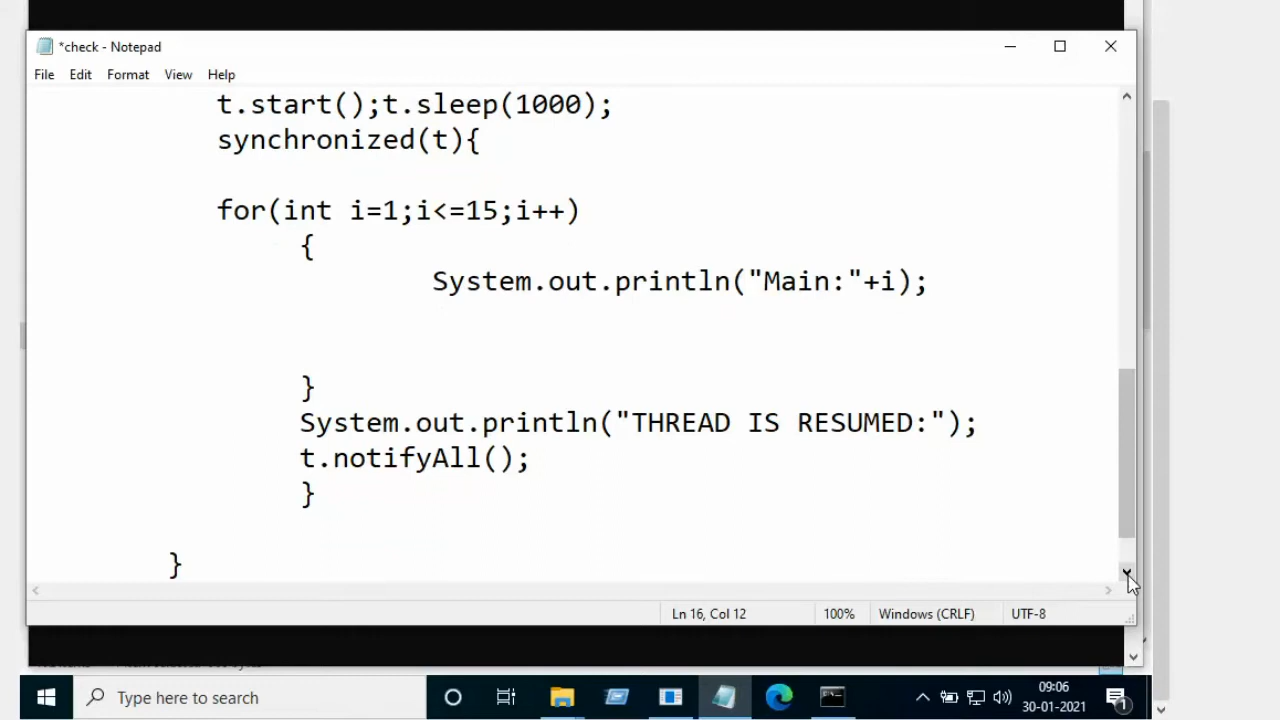 *check - Notepad
File Edit Format View Help
t.start();t.sleep(1000);
synchronized(t){
for(int i=1;i<=15;i++)
{
System.out.println("Main:"+i);
}
System.out.println("THREAD IS RESUMED:");
t.notifyAll();
}
}
Ln 16, Col 12 100% Windows (CRLF) UTF-8
Type here to search
09:06
30-01-2021
1